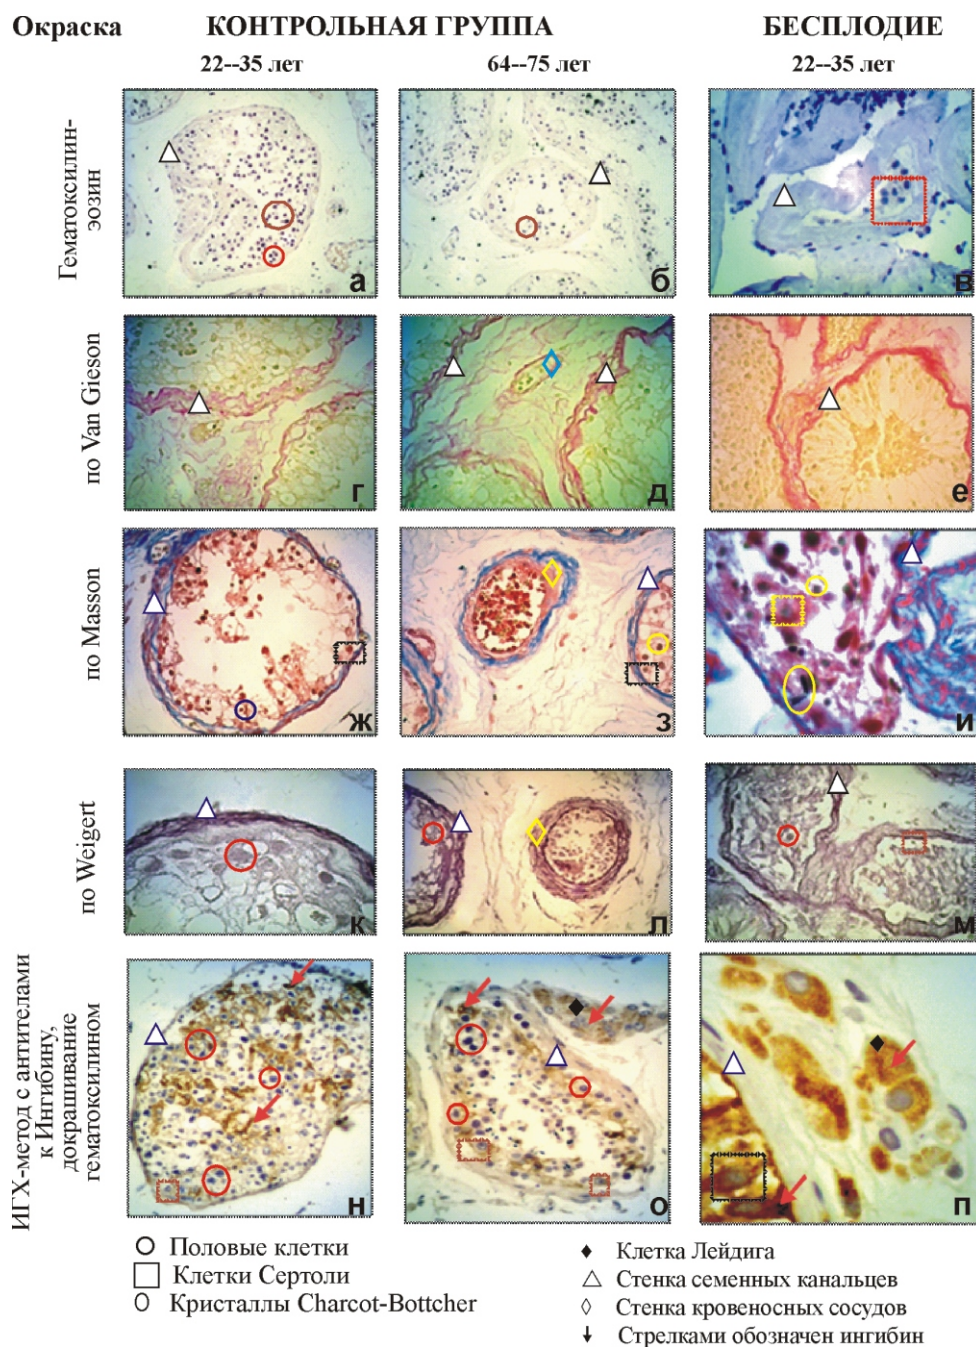 Окраска КОНТРОЛЬНАЯ ГРУППА БЕСПЛОДИЕ
22--35 лет 64--75 лет 22--35 лет
Гематоксилин-
эозин
а б в
по Van Gieson
г д е
по Masson
ж з и
по Weigert
к л м
ИГХ-метод с антителами
к Ингибину,
докрашивание
гематоксилином
н о п
Половые клетки
Клетки Сертоли
Кристаллы Charcot-Bottcher
Клетка Лейдига
Стенка семенных канальцев
Стенка кровеносных сосудов
Стрелками обозначен ингибин